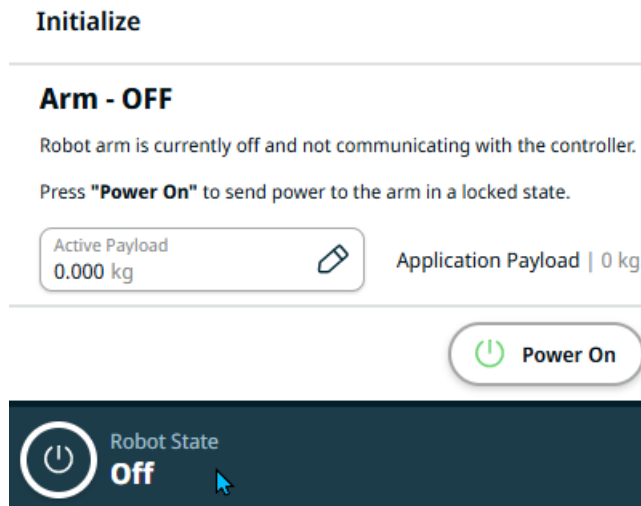 Initialize
Arm - OFF
Robot arm is currently off and not communicating with the controller.
Press "Power On" to send power to the arm in a locked state.
Active Payload
0.000 kg
Application Payload | 0 kg
Power On
Robot State
Off